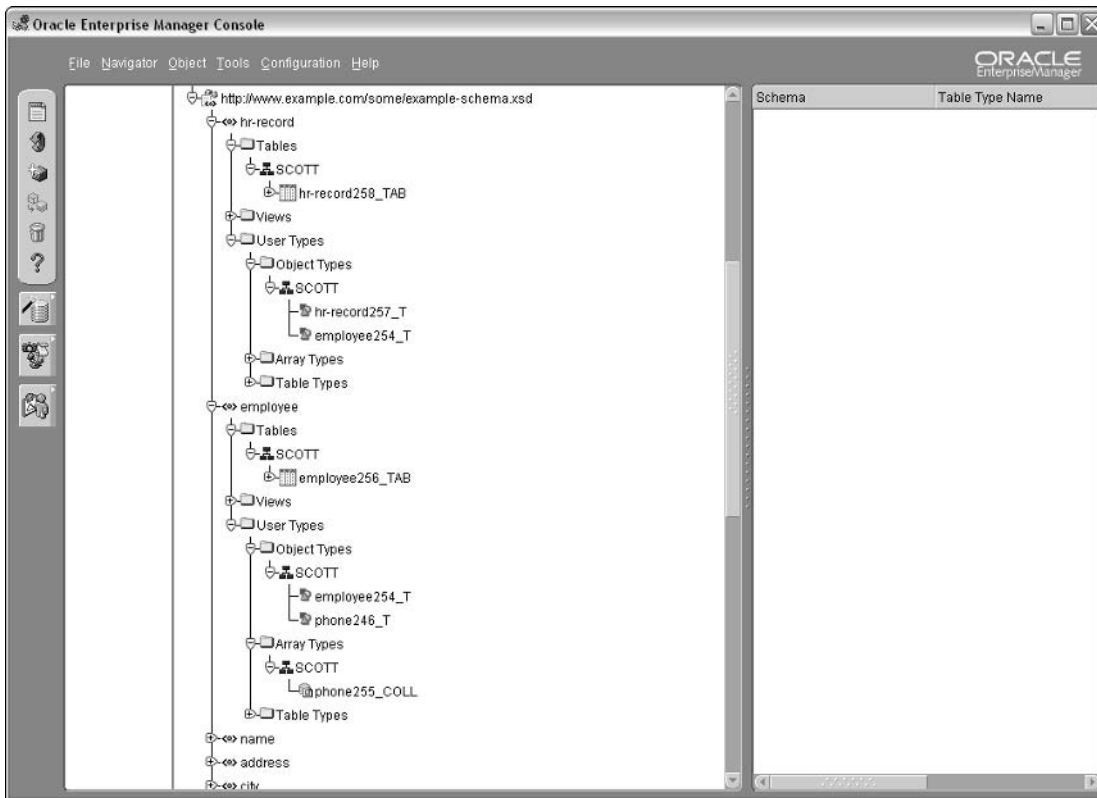 Oracle Enterprise Manager Console
File Navigator Object Tools Configuration Help
ORACLE
EnterpriseManager
http://www.example.com/some/example-schema.xsd
Schema Table Type Name
hr-record
Tables
SCOTT
hr-record258_TAB
Views
User Types
Object Types
SCOTT
hr-record257_T
employee254_T
Array Types
Table Types
employee
Tables
SCOTT
employee256_TAB
Views
User Types
Object Types
SCOTT
employee254_T
phone246_T
Array Types
SCOTT
phone255_COLL
Table Types
name
address
city